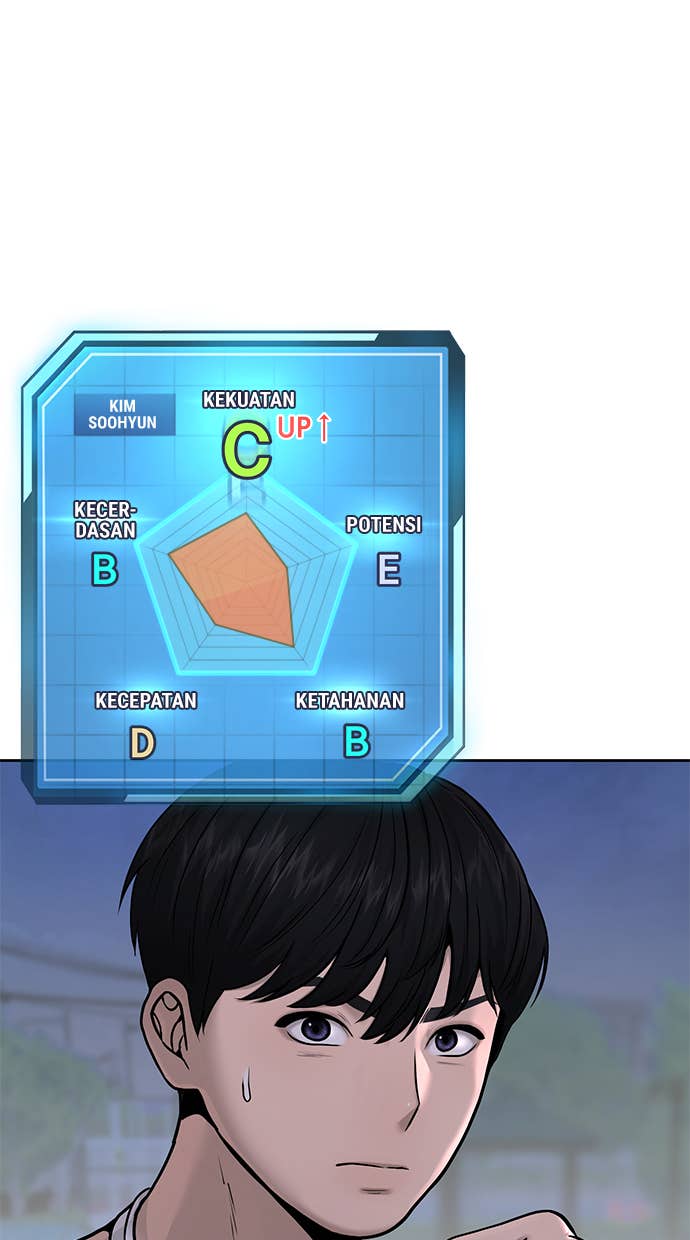 KIM
SOOHYUN
KEKUATAN
C UP↑
KECER-
DASAN
B
POTENSI
E
KECEPATAN
D
KETAHANAN
B